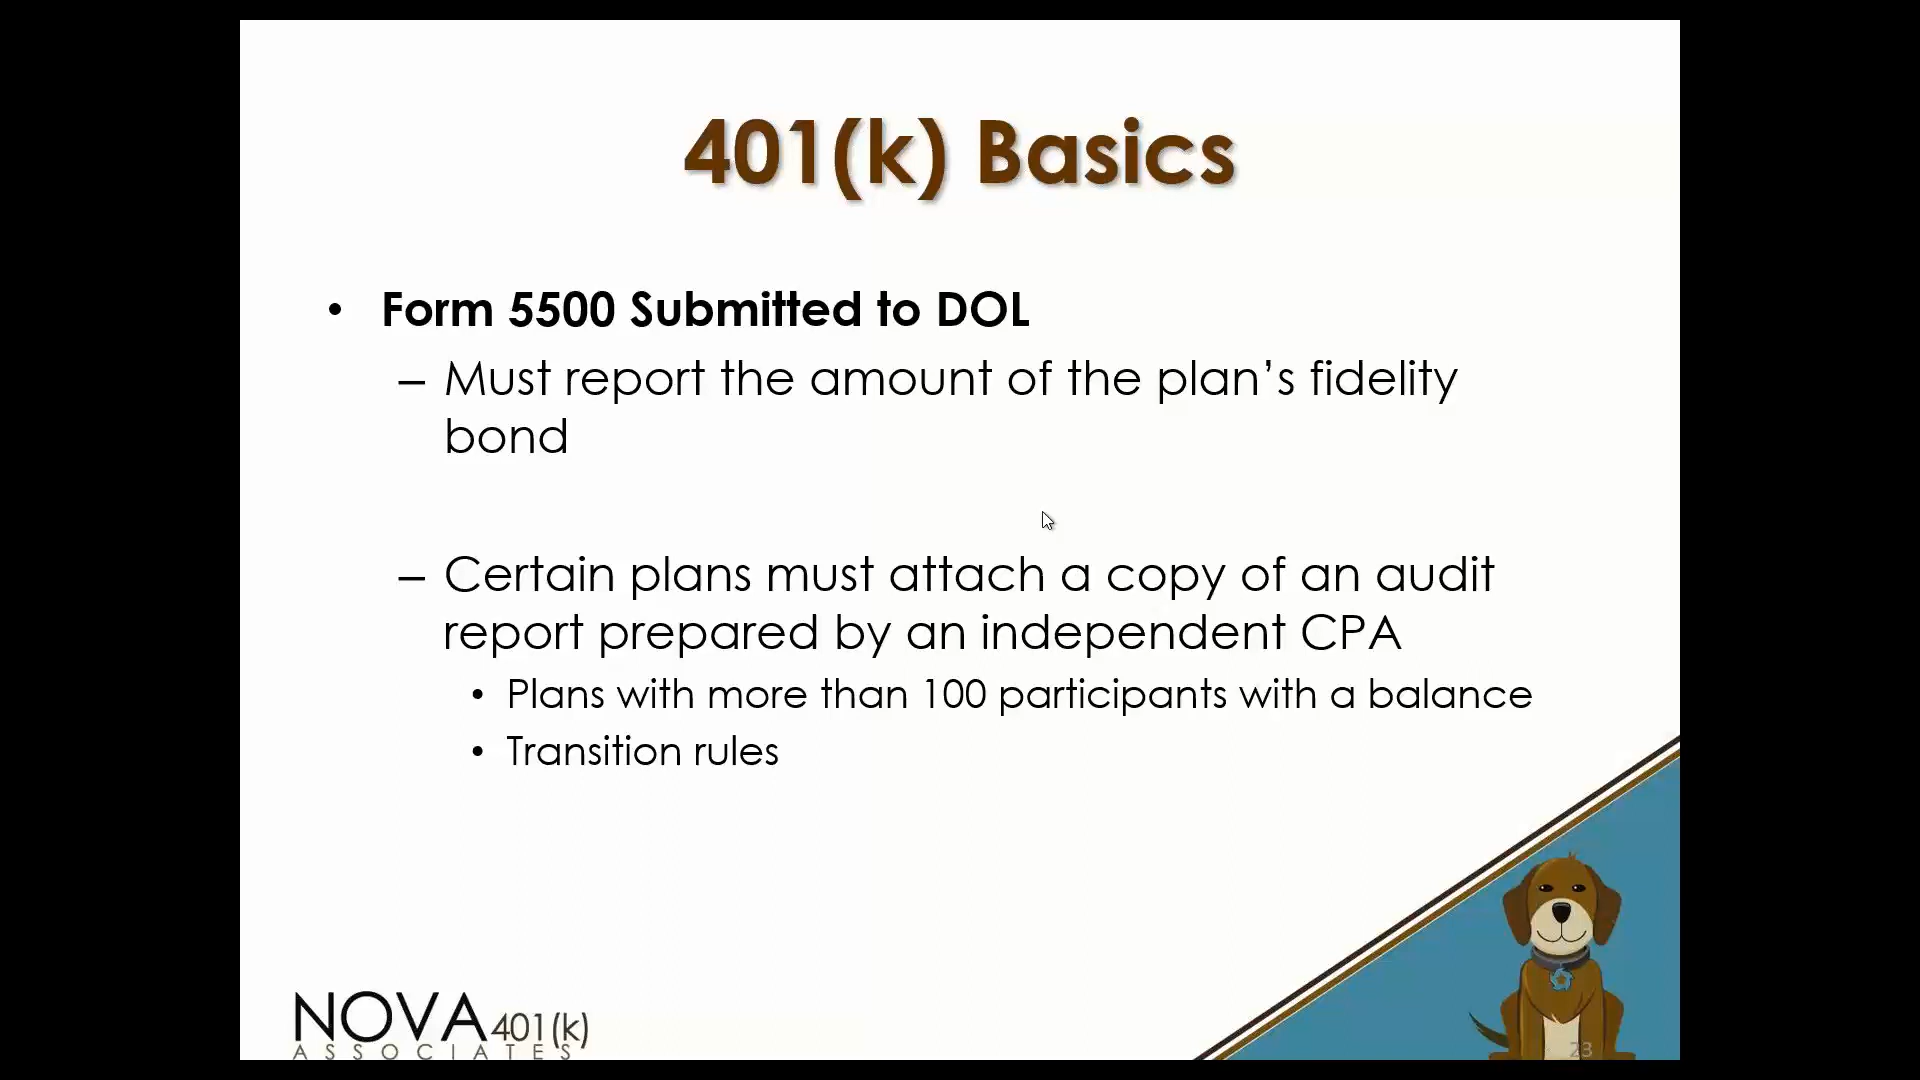 401(k) Basics
• Form 5500 Submitted to DOL
– Must report the amount of the plan’s fidelity
bond
– Certain plans must attach a copy of an audit
report prepared by an independent CPA
• Plans with more than 100 participants with a balance
• Transition rules
NOVA 401(k)
ASSOCIATES
23